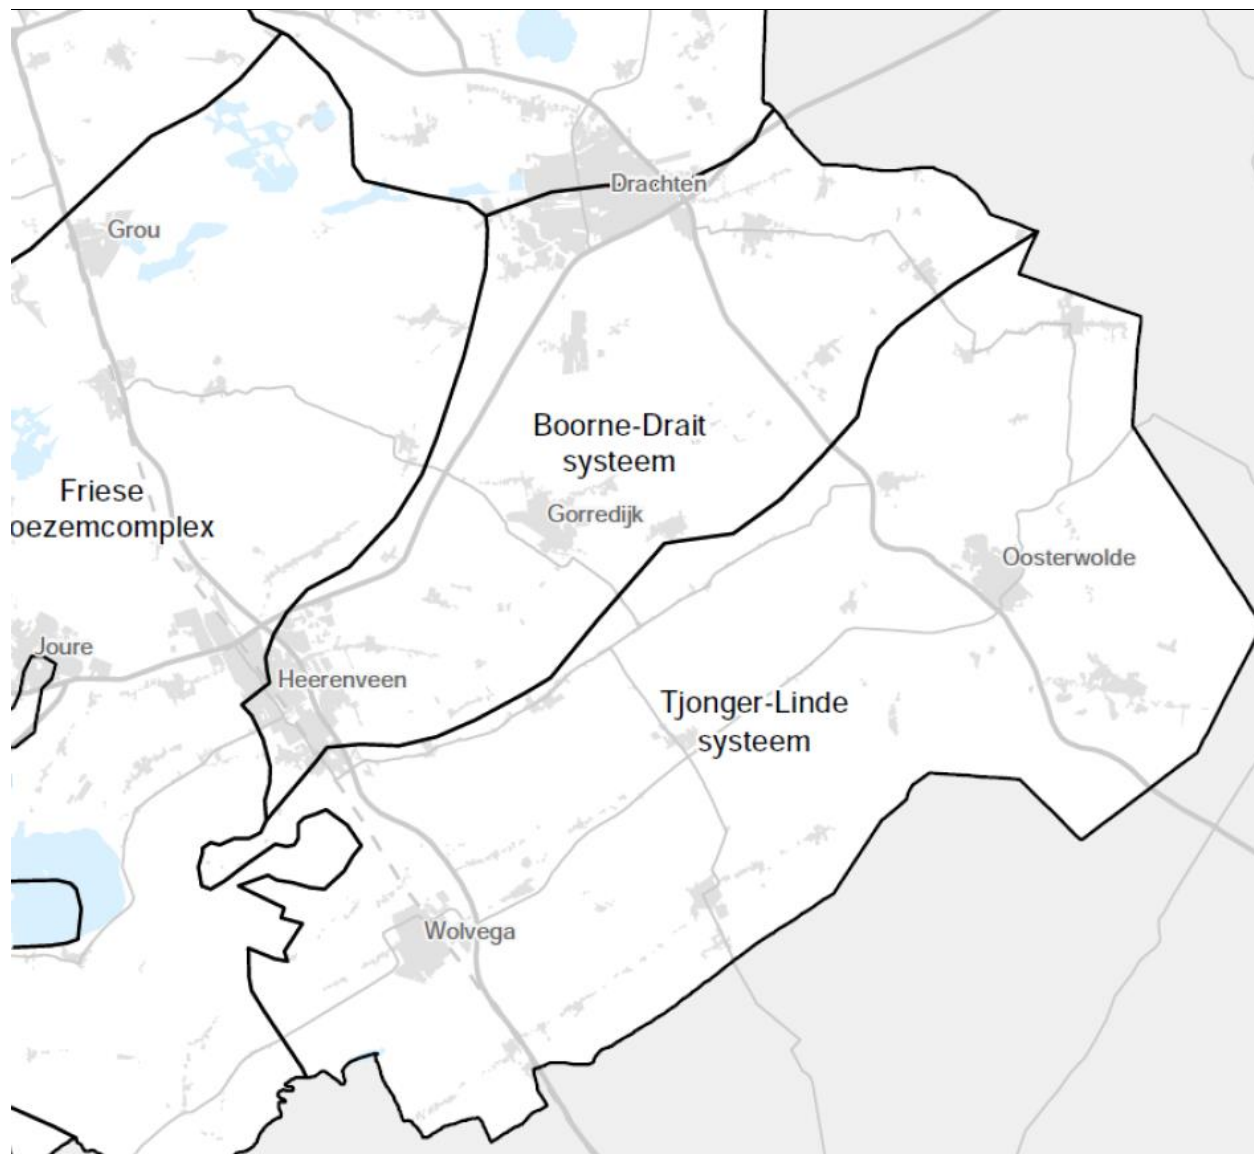 Drachten
Grou
Boorne-Drait
systeem
Friese
oezemcomplex
Gorredijk
Oosterwolde
Joure
Heerenveen
Tjonger-Linde
systeem
Wolvega